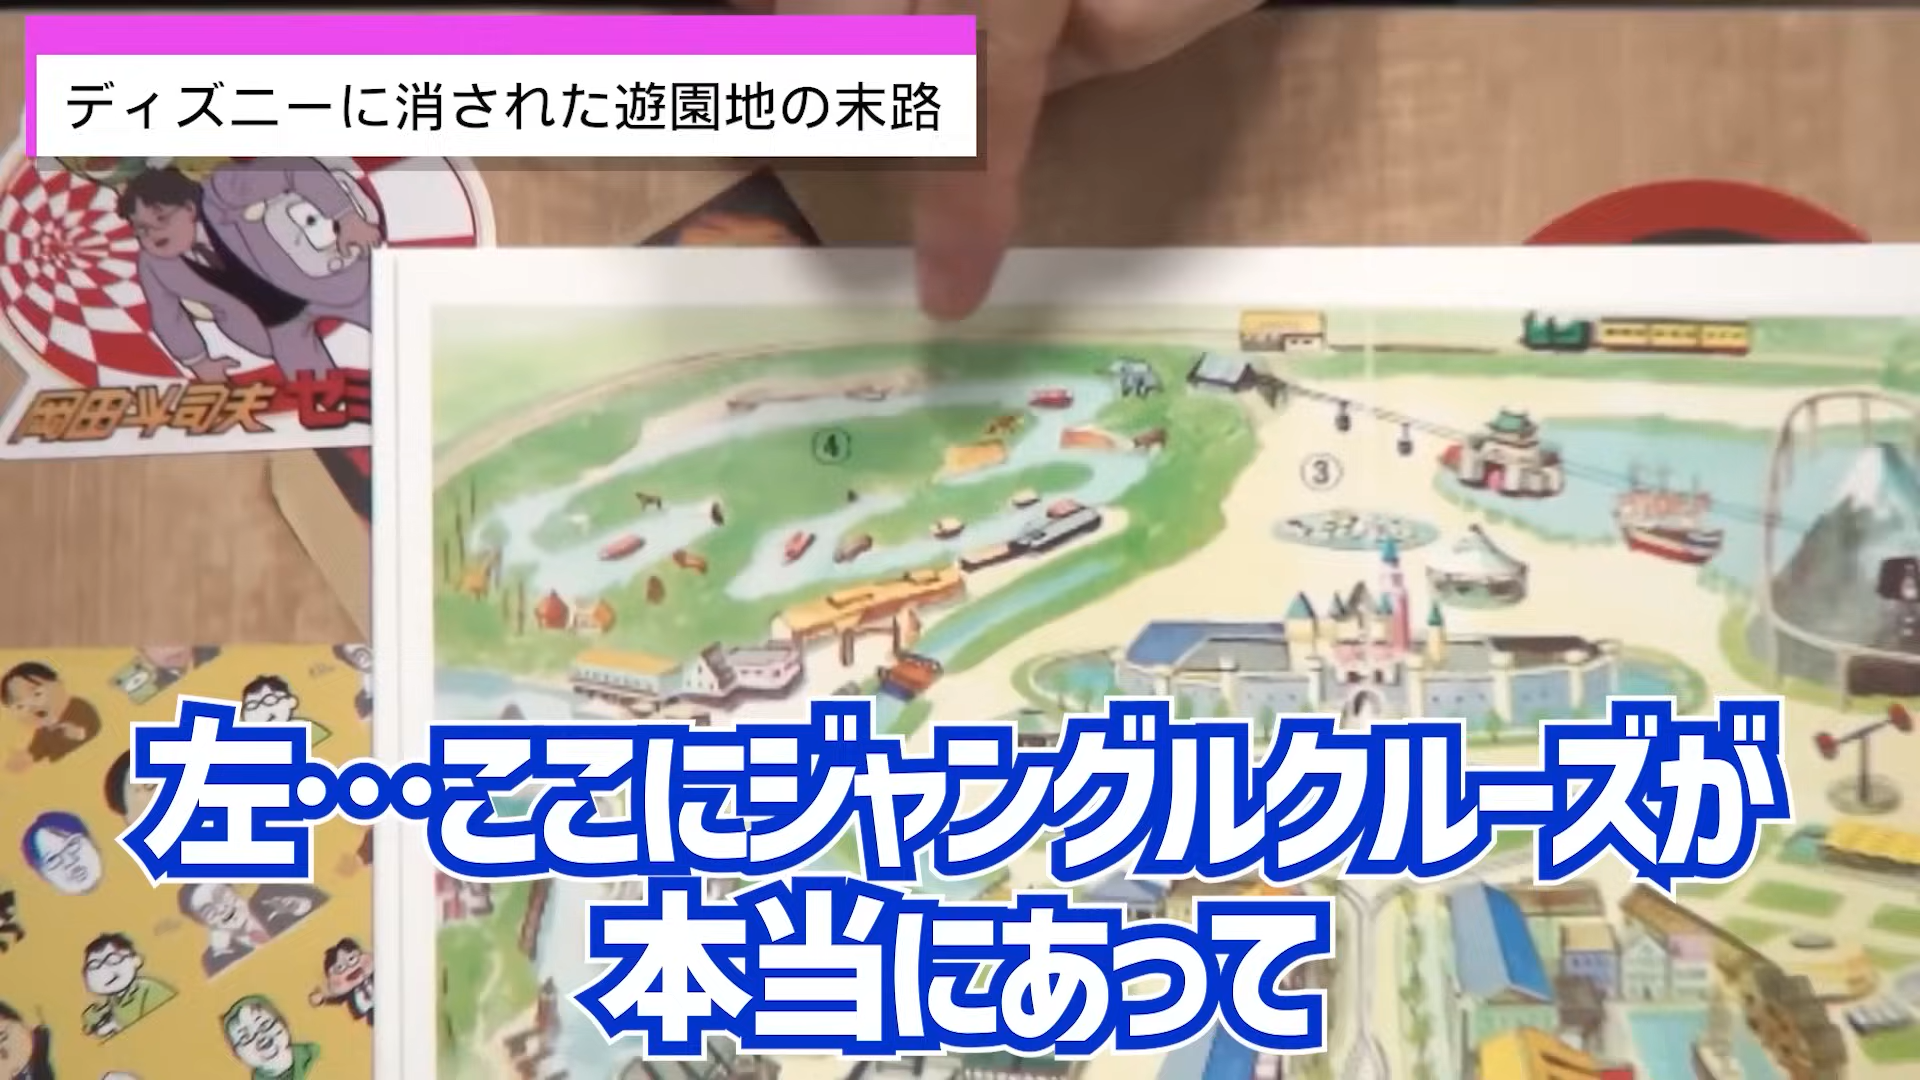 ディズニーに消された遊園地の末路
岡田斗司夫ゼミ
④
③
左…ここにジャングルクルーズが
本当にあって